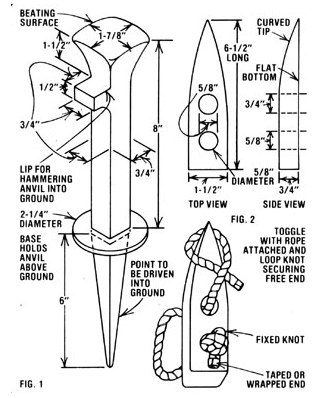 BEATING
SURFACE
1-1/2"
1-7/8"
1/2"
3/4"
8"
LIP FOR
HAMMERING
ANVIL INTO
GROUND
3/4"
2-1/4"
DIAMETER
BASE
HOLDS
ANVIL
ABOVE
GROUND
6"
POINT TO
BE DRIVEN
INTO
GROUND
FIG. 1
6-1/2"
LONG
5/8"
5/8"
DIAMETER
1-1/2"
TOP VIEW
CURVED
TIP
FLAT
BOTTOM
3/4"
5/8"
3/4"
SIDE VIEW
FIG. 2
TOGGLE
WITH ROPE
ATTACHED AND
LOOP KNOT
SECURING
FREE END
FIXED KNOT
TAPED OR
WRAPPED END